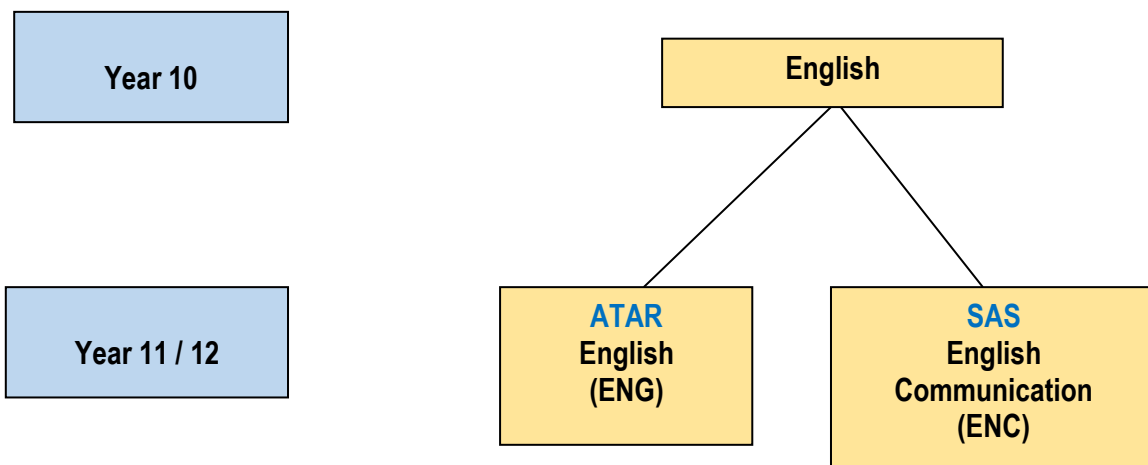 Year 10
English
Year 11 / 12
ATAR
English
(ENG)
SAS
English
Communication
(ENC)